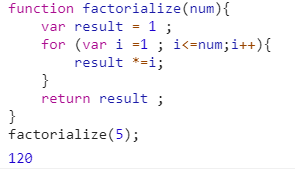 function factorialize(num){
    var result = 1 ;
    for (var i =1 ; i<=num;i++){
        result *=i;
    }
    return result ;
}
factorialize(5);
120